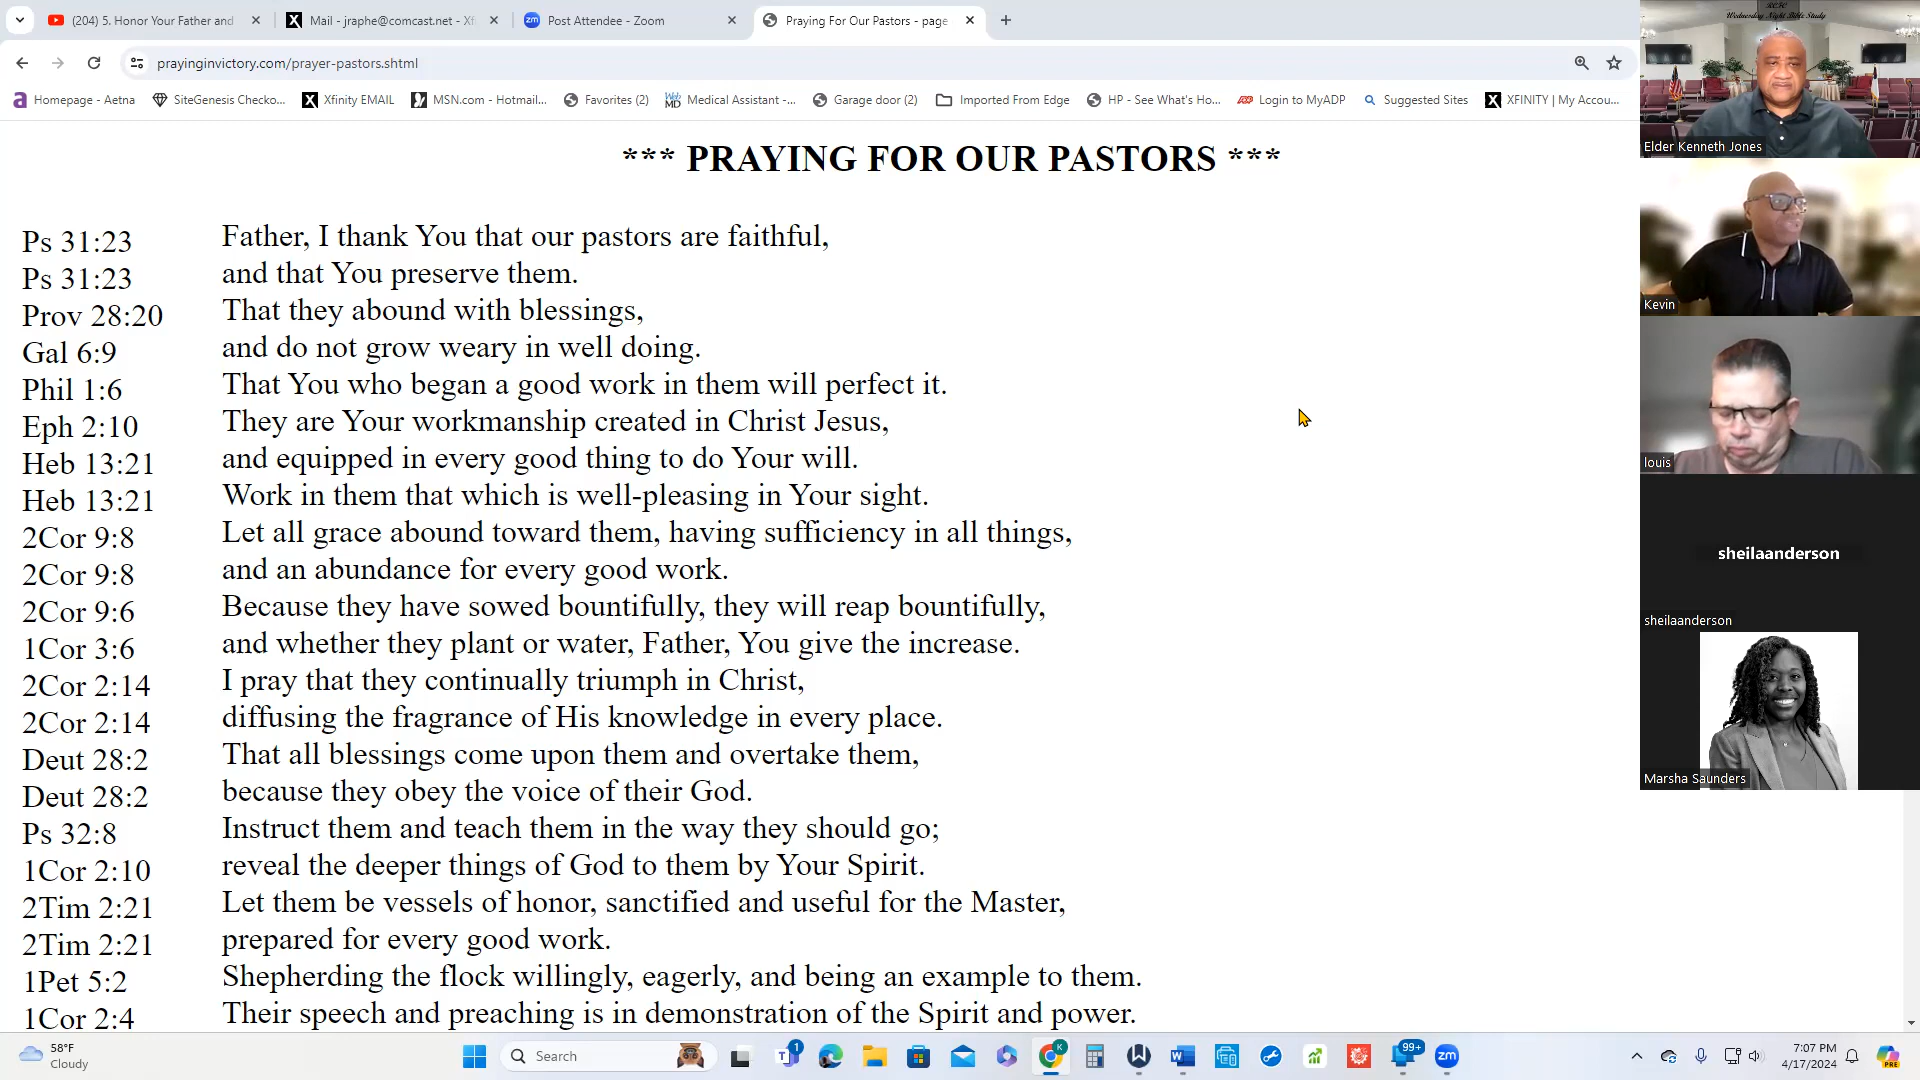 (204) 5. Honor Your Father and
Mail - jraphe@comcast.net - Xf
Post Attendee - Zoom
Praying For Our Pastors - page
prayinginvictory.com/prayer-pastors.shtml
Homepage - Aetna
SiteGenesis Checko...
Xfinity EMAIL
MSN.com - Hotmail...
Favorites (2)
Medical Assistant -...
Garage door (2)
Imported From Edge
HP - See What's Ho...
Login to MyADP
Suggested Sites
XFINITY | My Accou...
*** PRAYING FOR OUR PASTORS ***
Ps 31:23 Father, I thank You that our pastors are faithful,
Ps 31:23 and that You preserve them.
Prov 28:20 That they abound with blessings,
Gal 6:9 and do not grow weary in well doing.
Phil 1:6 That You who began a good work in them will perfect it.
Eph 2:10 They are Your workmanship created in Christ Jesus,
Heb 13:21 and equipped in every good thing to do Your will.
Heb 13:21 Work in them that which is well-pleasing in Your sight.
2Cor 9:8 Let all grace abound toward them, having sufficiency in all things,
2Cor 9:8 and an abundance for every good work.
2Cor 9:6 Because they have sowed bountifully, they will reap bountifully,
1Cor 3:6 and whether they plant or water, Father, You give the increase.
2Cor 2:14 I pray that they continually triumph in Christ,
2Cor 2:14 diffusing the fragrance of His knowledge in every place.
Deut 28:2 That all blessings come upon them and overtake them,
Deut 28:2 because they obey the voice of their God.
Ps 32:8 Instruct them and teach them in the way they should go;
1Cor 2:10 reveal the deeper things of God to them by Your Spirit.
2Tim 2:21 Let them be vessels of honor, sanctified and useful for the Master,
2Tim 2:21 prepared for every good work.
1Pet 5:2 Shepherding the flock willingly, eagerly, and being an example to them.
1Cor 2:4 Their speech and preaching is in demonstration of the Spirit and power.
Wednesday Night Bible Study
Elder Kenneth Jones
Kevin
louis
sheilaanderson
sheilaanderson
Marsha Saunders
58°F
Cloudy
Search
1
K
99+
zm
7:07 PM
4/17/2024
PRE